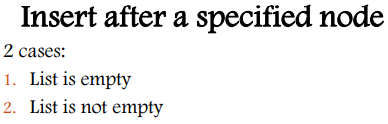 Insert after a specified node
2 cases:
1. List is empty
2. List is not empty